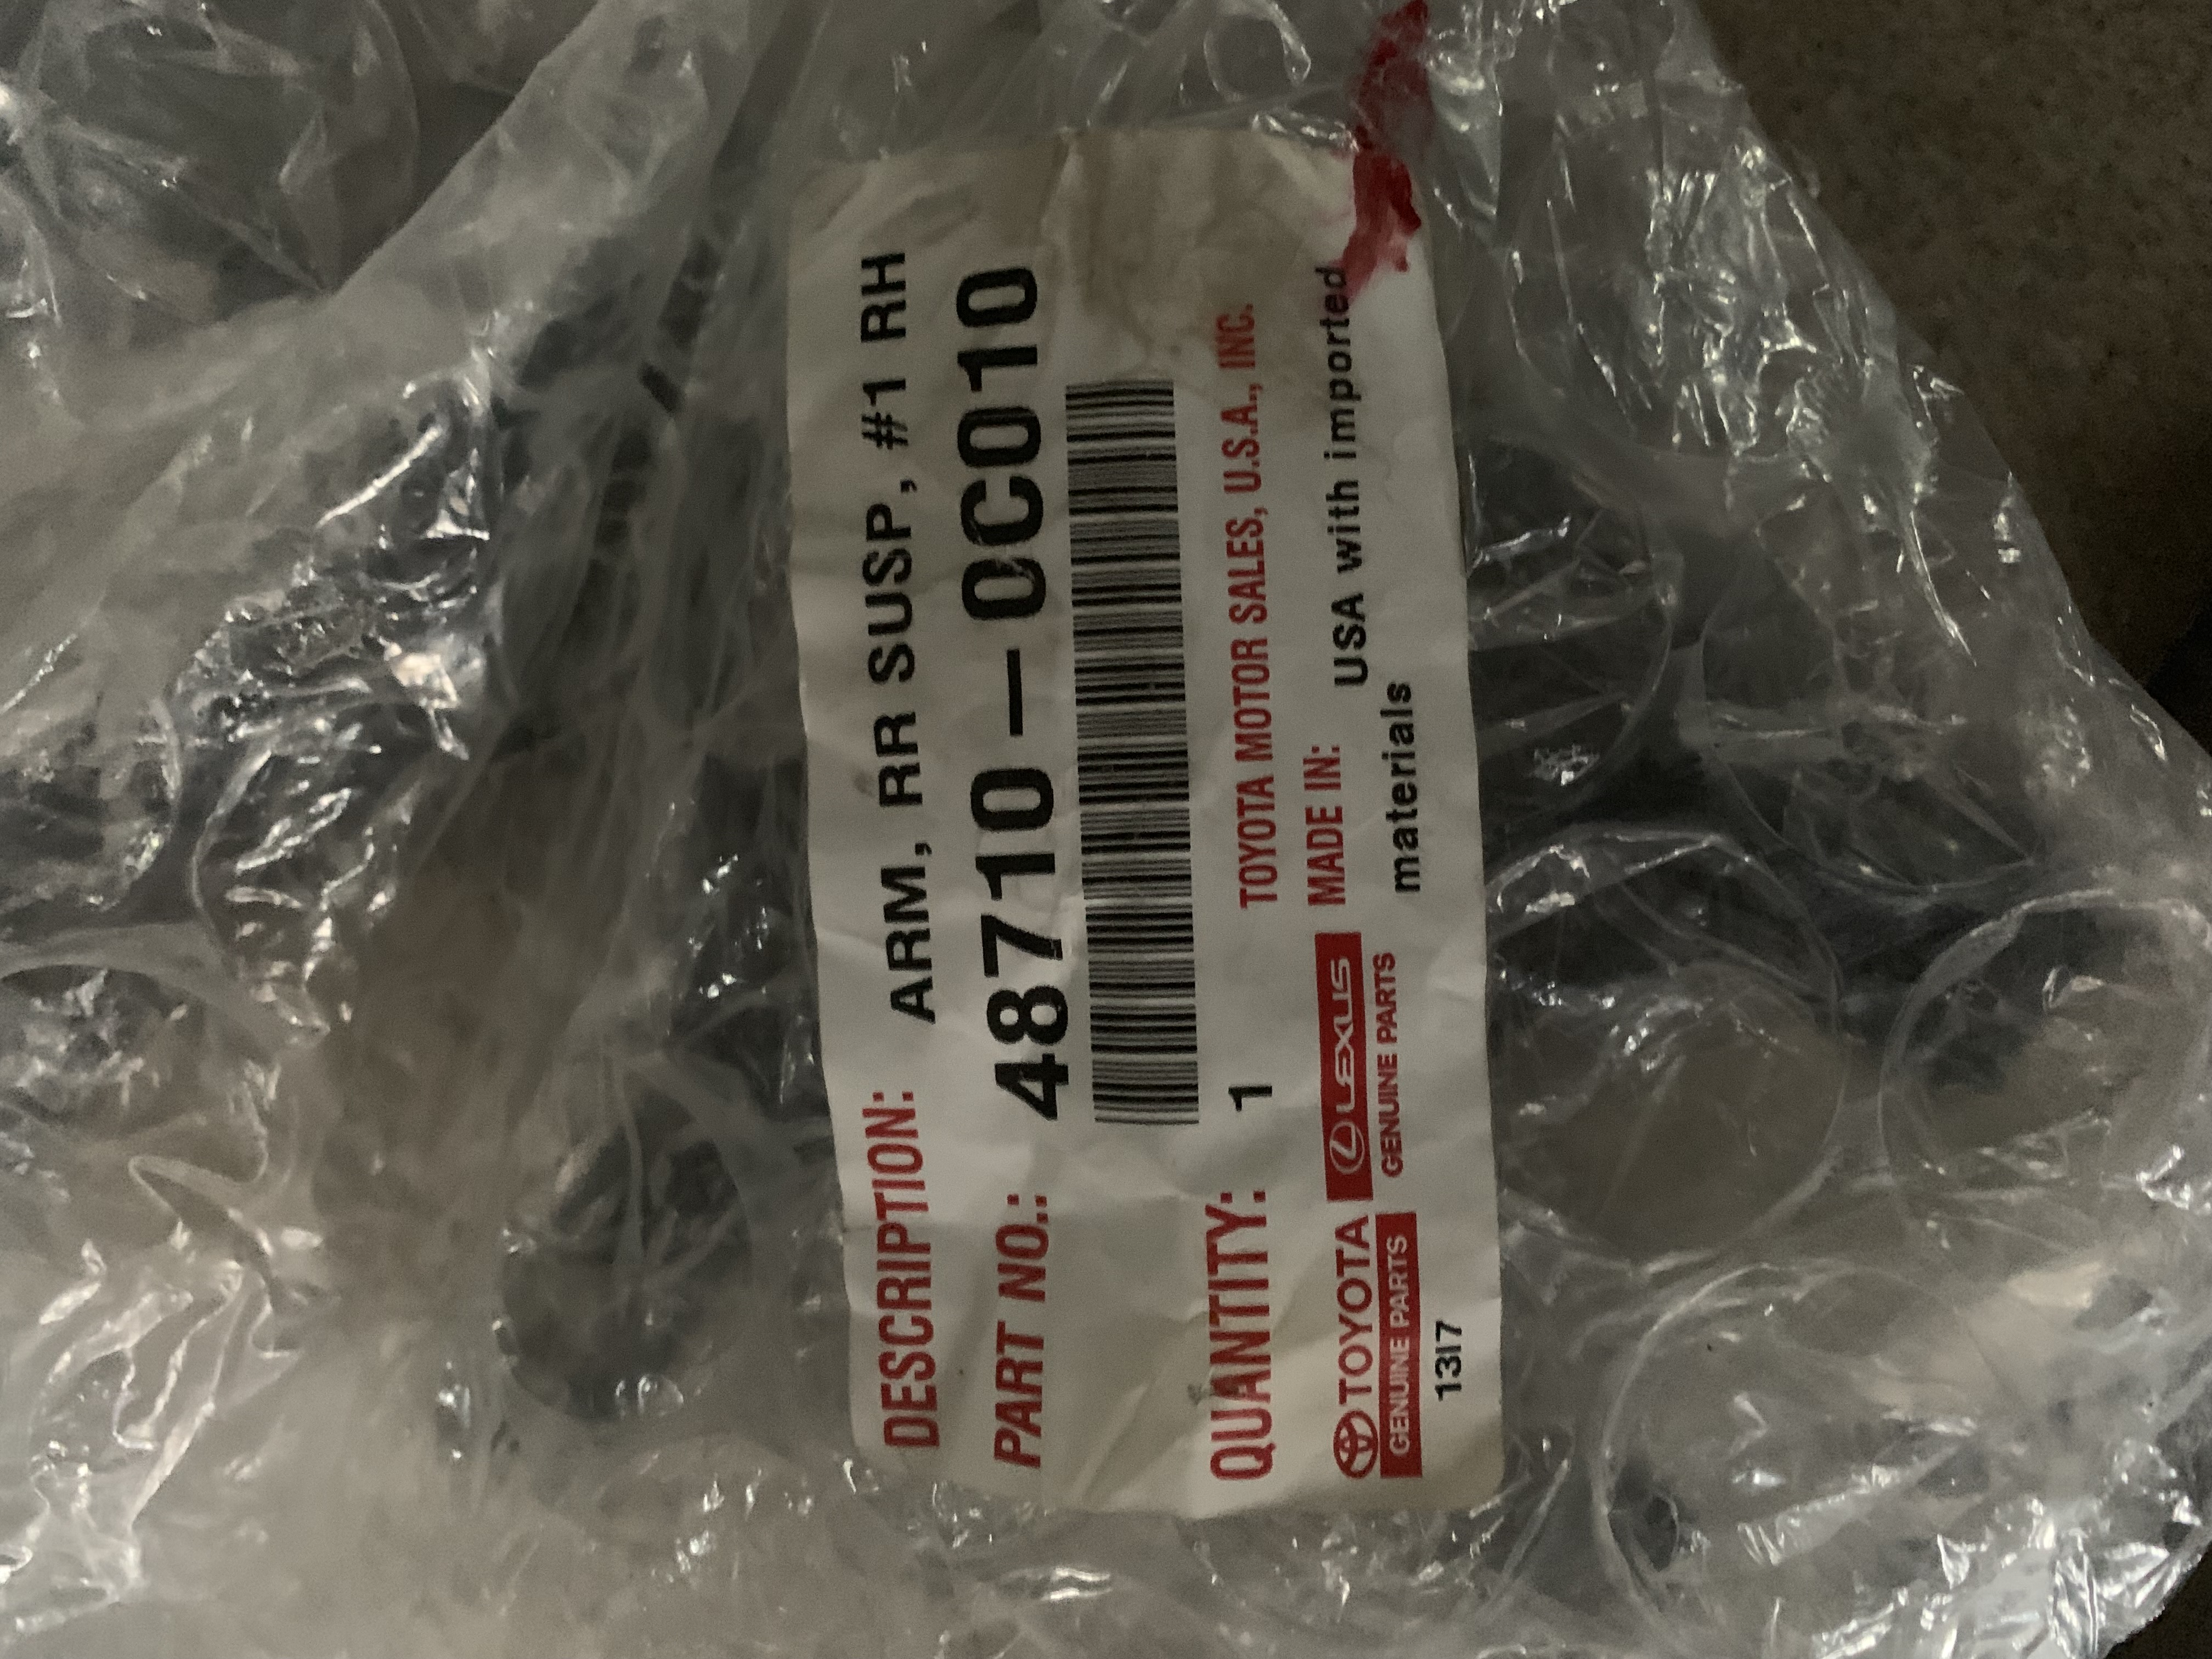 DESCRIPTION: ARM, RR SUSP, #1 RH
PART NO.: 48710-0C010
QUANTITY: 1 TOYOTA MOTOR SALES, U.S.A., INC.
TOYOTA
GENUINE PARTS
LEXUS
GENUINE PARTS
MADE IN: USA with imported
materials
13I7